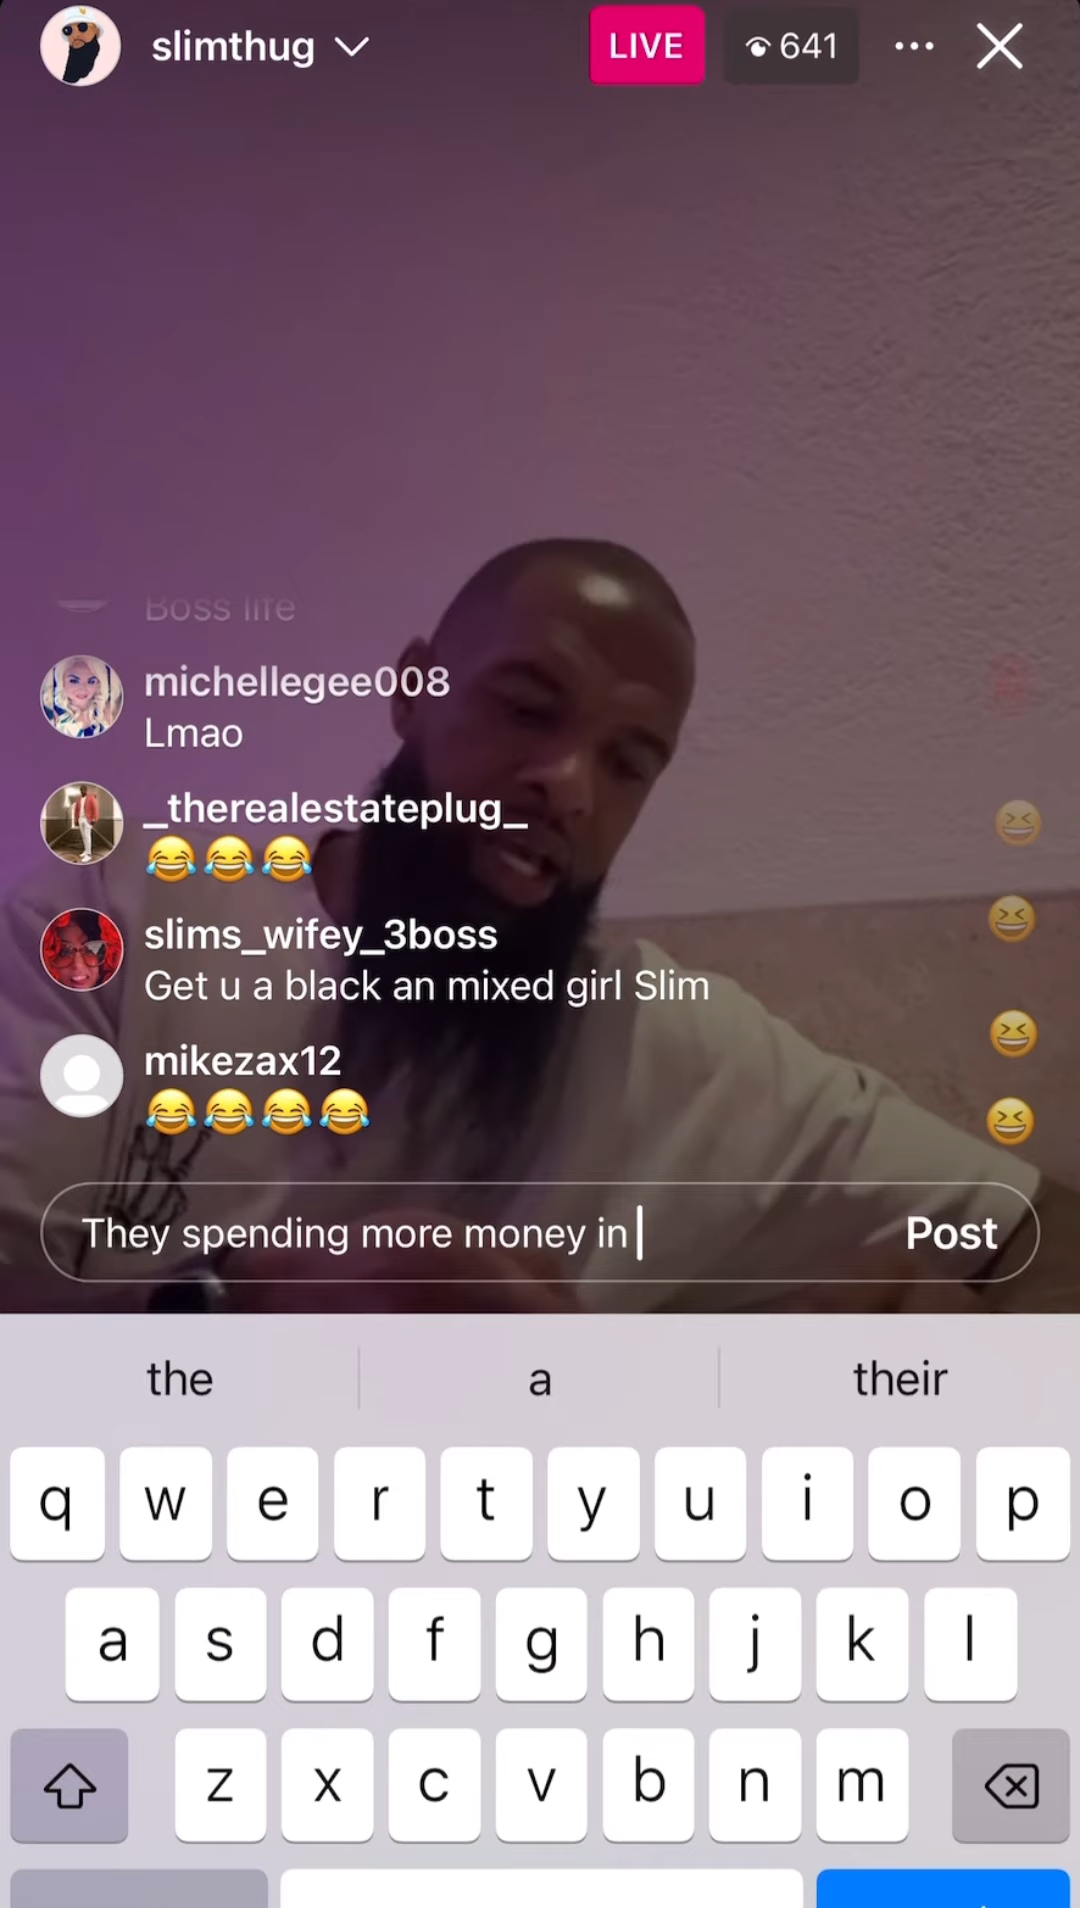 slimthug
LIVE
641
Boss life
michellegee008
Lmao
_therealestateplug_
😂😂😂
slims_wifey_3boss
Get u a black an mixed girl Slim
mikezax12
😂😂😂😂
They spending more money in
Post
the a their
q w e r t y u i o p
a s d f g h j k l
z x c v b n m